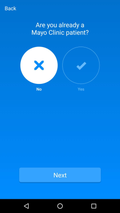 Back
Are you already a
Mayo Clinic patient?
No
Yes
Next